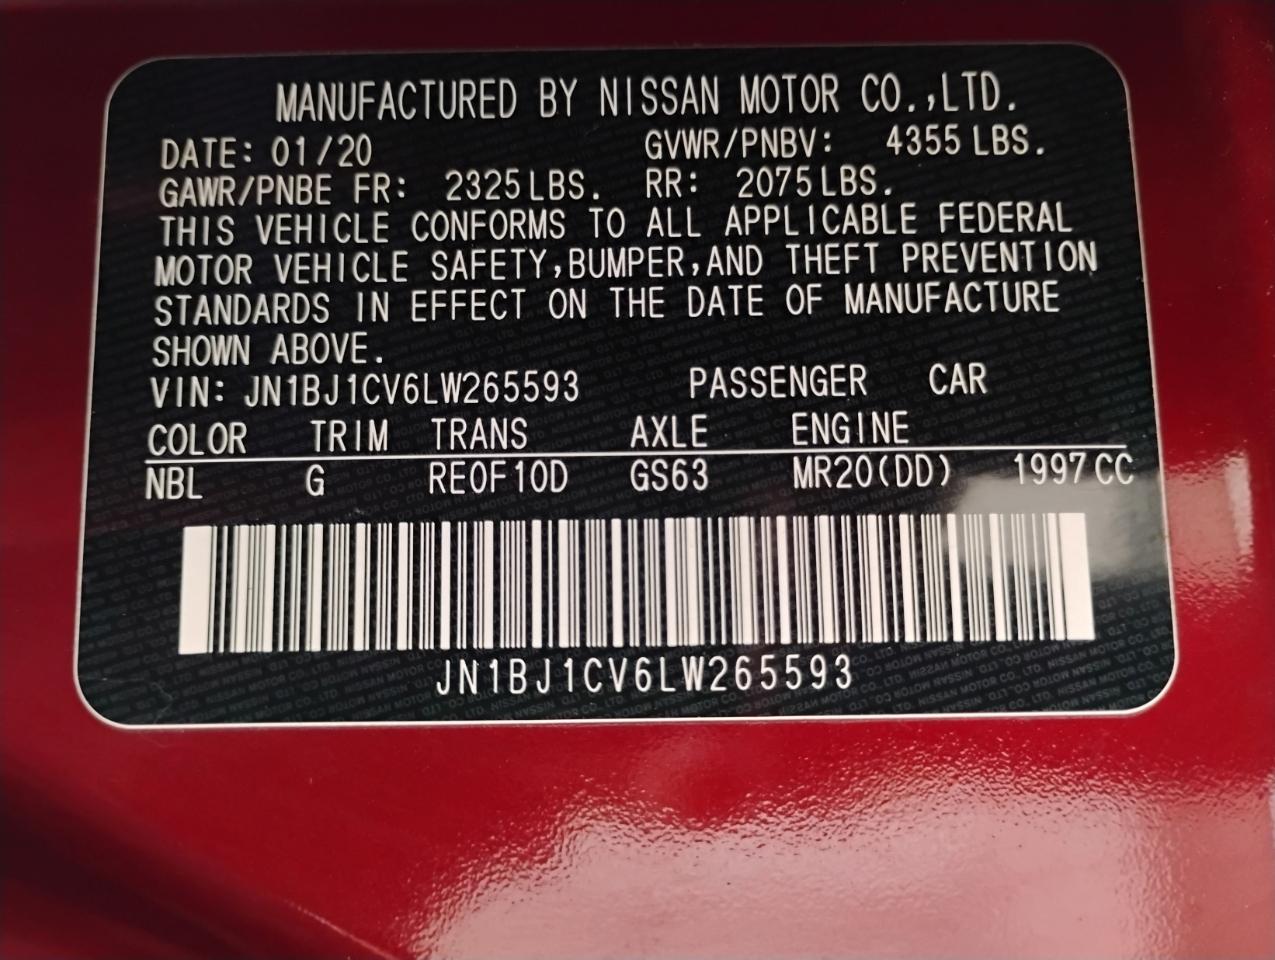 MANUFACTURED BY NISSAN MOTOR CO.,LTD.
DATE: 01/20 GVWR/PNBV: 4355 LBS.
GAWR/PNBE FR: 2325 LBS. RR: 2075 LBS.
THIS VEHICLE CONFORMS TO ALL APPLICABLE FEDERAL
MOTOR VEHICLE SAFETY,BUMPER,AND THEFT PREVENTION
STANDARDS IN EFFECT ON THE DATE OF MANUFACTURE
SHOWN ABOVE.
VIN: JN1BJ1CV6LW265593 PASSENGER CAR
COLOR TRIM TRANS AXLE ENGINE
NBL G RE0F10D GS63 MR20(DD) 1997 CC
JN1BJ1CV6LW265593